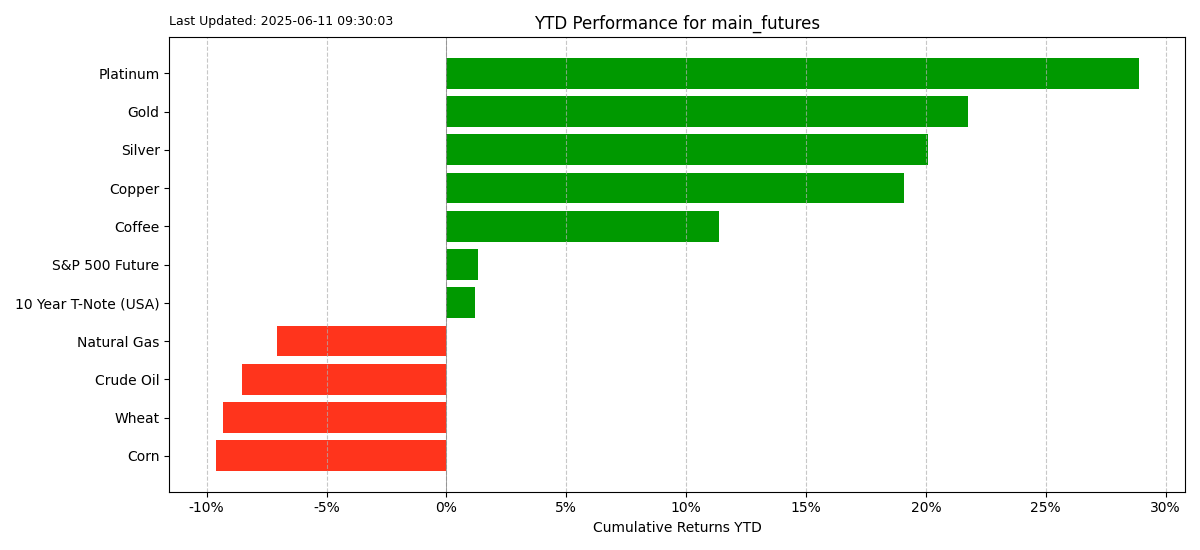 Last Updated: 2025-06-11 09:30:03
YTD Performance for main_futures
Platinum
Gold
Silver
Copper
Coffee
S&P 500 Future
10 Year T-Note (USA)
Natural Gas
Crude Oil
Wheat
Corn
-10% -5% 0% 5% 10% 15% 20% 25% 30%
Cumulative Returns YTD